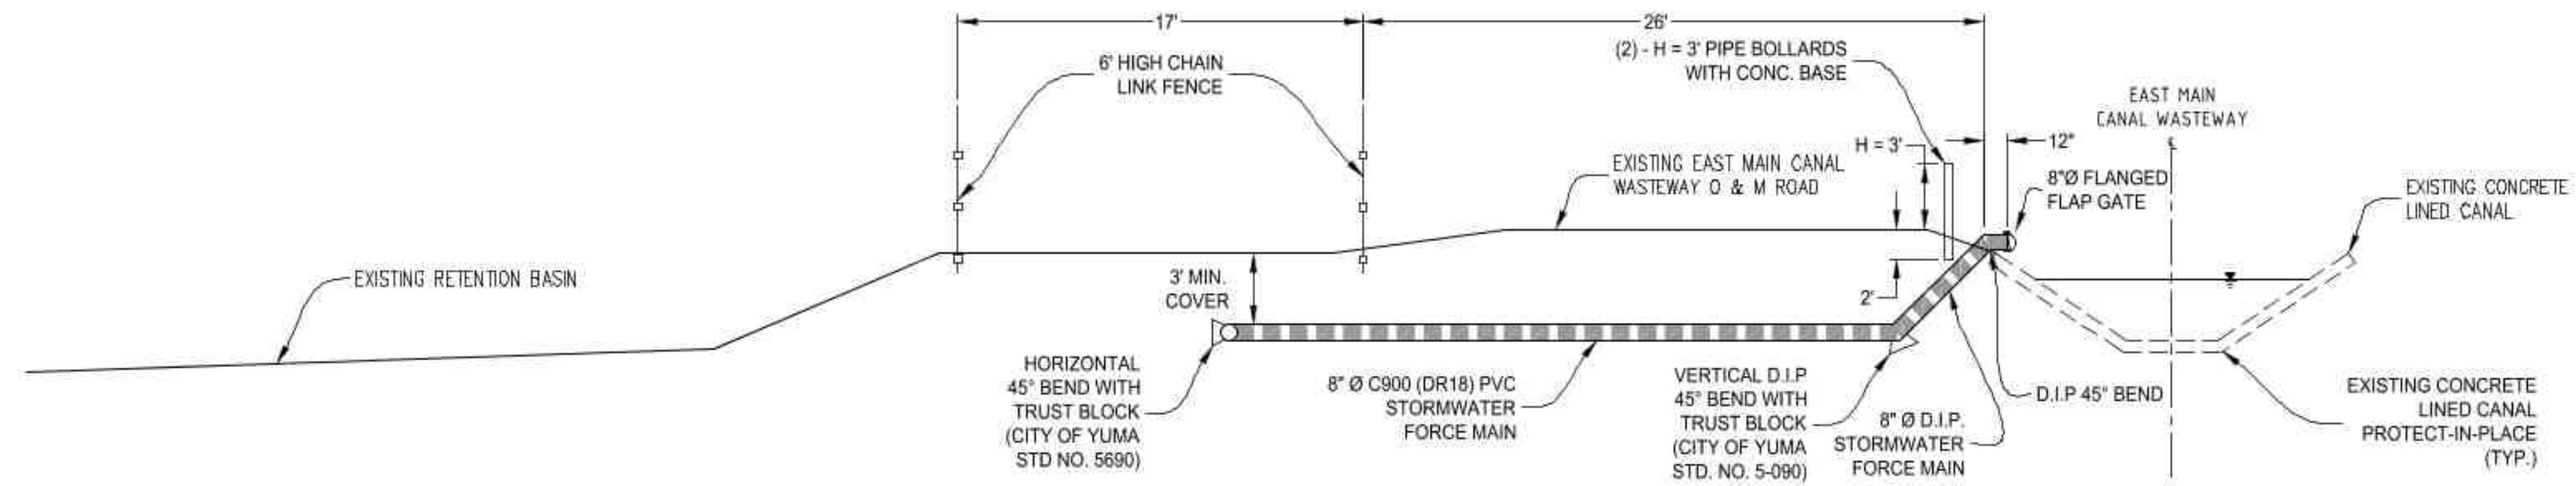 17'
26'
6' HIGH CHAIN
LINK FENCE
(2) - H = 3' PIPE BOLLARDS
WITH CONC. BASE
EAST MAIN
CANAL WASTEWAY
H = 3'
12"
EXISTING EAST MAIN CANAL
WASTEWAY O & M ROAD
8"Ø FLANGED
FLAP GATE
EXISTING CONCRETE
LINED CANAL
EXISTING RETENTION BASIN
3' MIN.
COVER
2'
HORIZONTAL
45° BEND WITH
TRUST BLOCK
(CITY OF YUMA
STD NO. 5690)
8" Ø C900 (DR18) PVC
STORMWATER
FORCE MAIN
VERTICAL D.I.P
45° BEND WITH
TRUST BLOCK
(CITY OF YUMA
STD. NO. 5-090)
8" Ø D.I.P.
STORMWATER
FORCE MAIN
D.I.P 45° BEND
EXISTING CONCRETE
LINED CANAL
PROTECT-IN-PLACE
(TYP.)